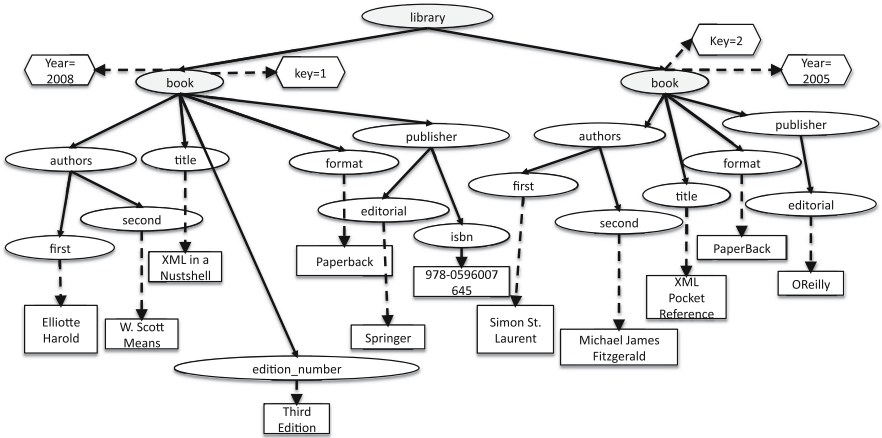 library
Year=
2008
book
key=1
Key=2
book
Year=
2005
authors
title
format
publisher
authors
format
publisher
first
second
editorial
isbn
first
second
title
editorial
XML in a
Nustshell
Paperback
978-0596007
645
PaperBack
OReilly
Elliotte
Harold
W. Scott
Means
Springer
Simon St.
Laurent
Michael James
Fitzgerald
XML
Pocket
Reference
edition_number
Third
Edition